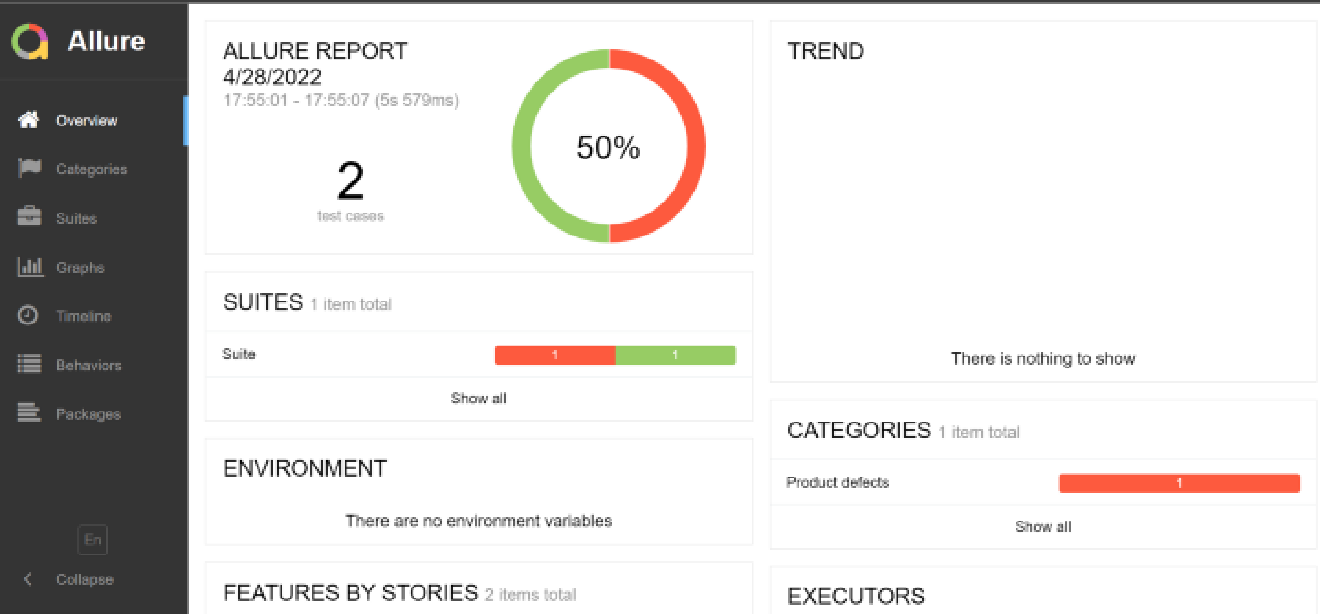 Allure
Overview
Categories
Suites
Graphs
Timeline
Behaviors
Packages
En
Collapse
ALLURE REPORT
4/28/2022
17:55:01 - 17:55:07 (5s 579ms)
2
test cases
50%
SUITES 1 item total
Suite 1 1
Show all
ENVIRONMENT
There are no environment variables
FEATURES BY STORIES 2 items total
TREND
There is nothing to show
CATEGORIES 1 item total
Product defects 1
Show all
EXECUTORS